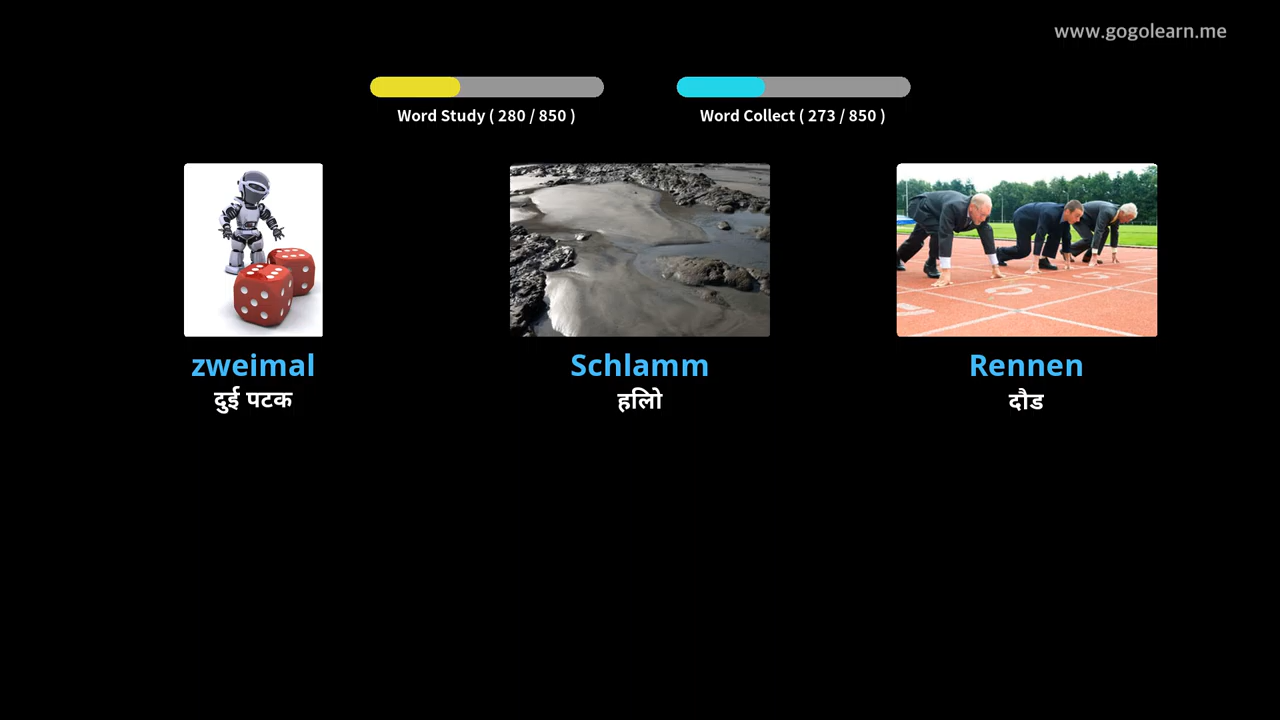 www.gogolearn.me
Word Study ( 280 / 850 )
Word Collect ( 273 / 850 )
zweimal
Schlamm
Rennen
दुई पटक
हिलो
दौड